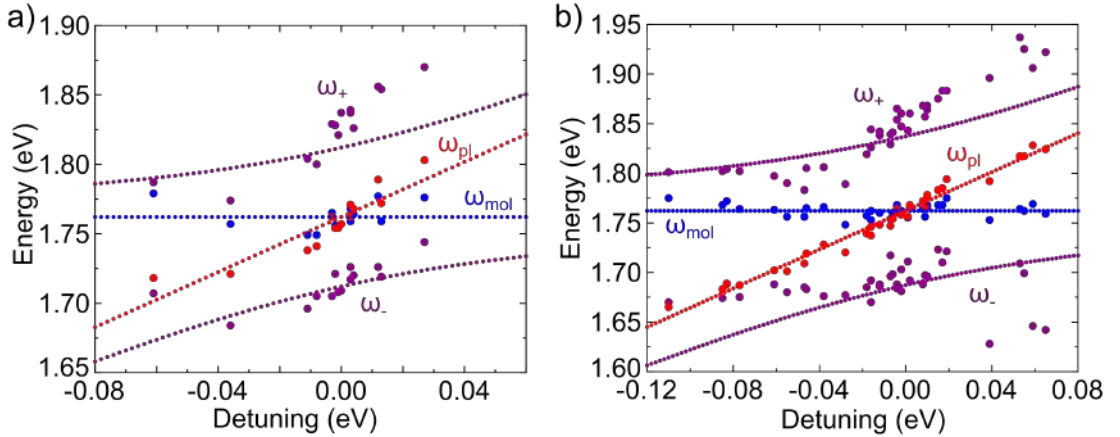 a)
1.90
1.85
1.80
1.75
1.70
1.65
Energy (eV)
ω+
ωpl
ωmol
ω-
-0.08
-0.04
0.00
0.04
Detuning (eV)
b)
1.95
1.90
1.85
1.80
1.75
1.70
1.65
1.60
Energy (eV)
ω+
ωpl
ωmol
ω-
-0.12
-0.08
-0.04
0.00
0.04
0.08
Detuning (eV)